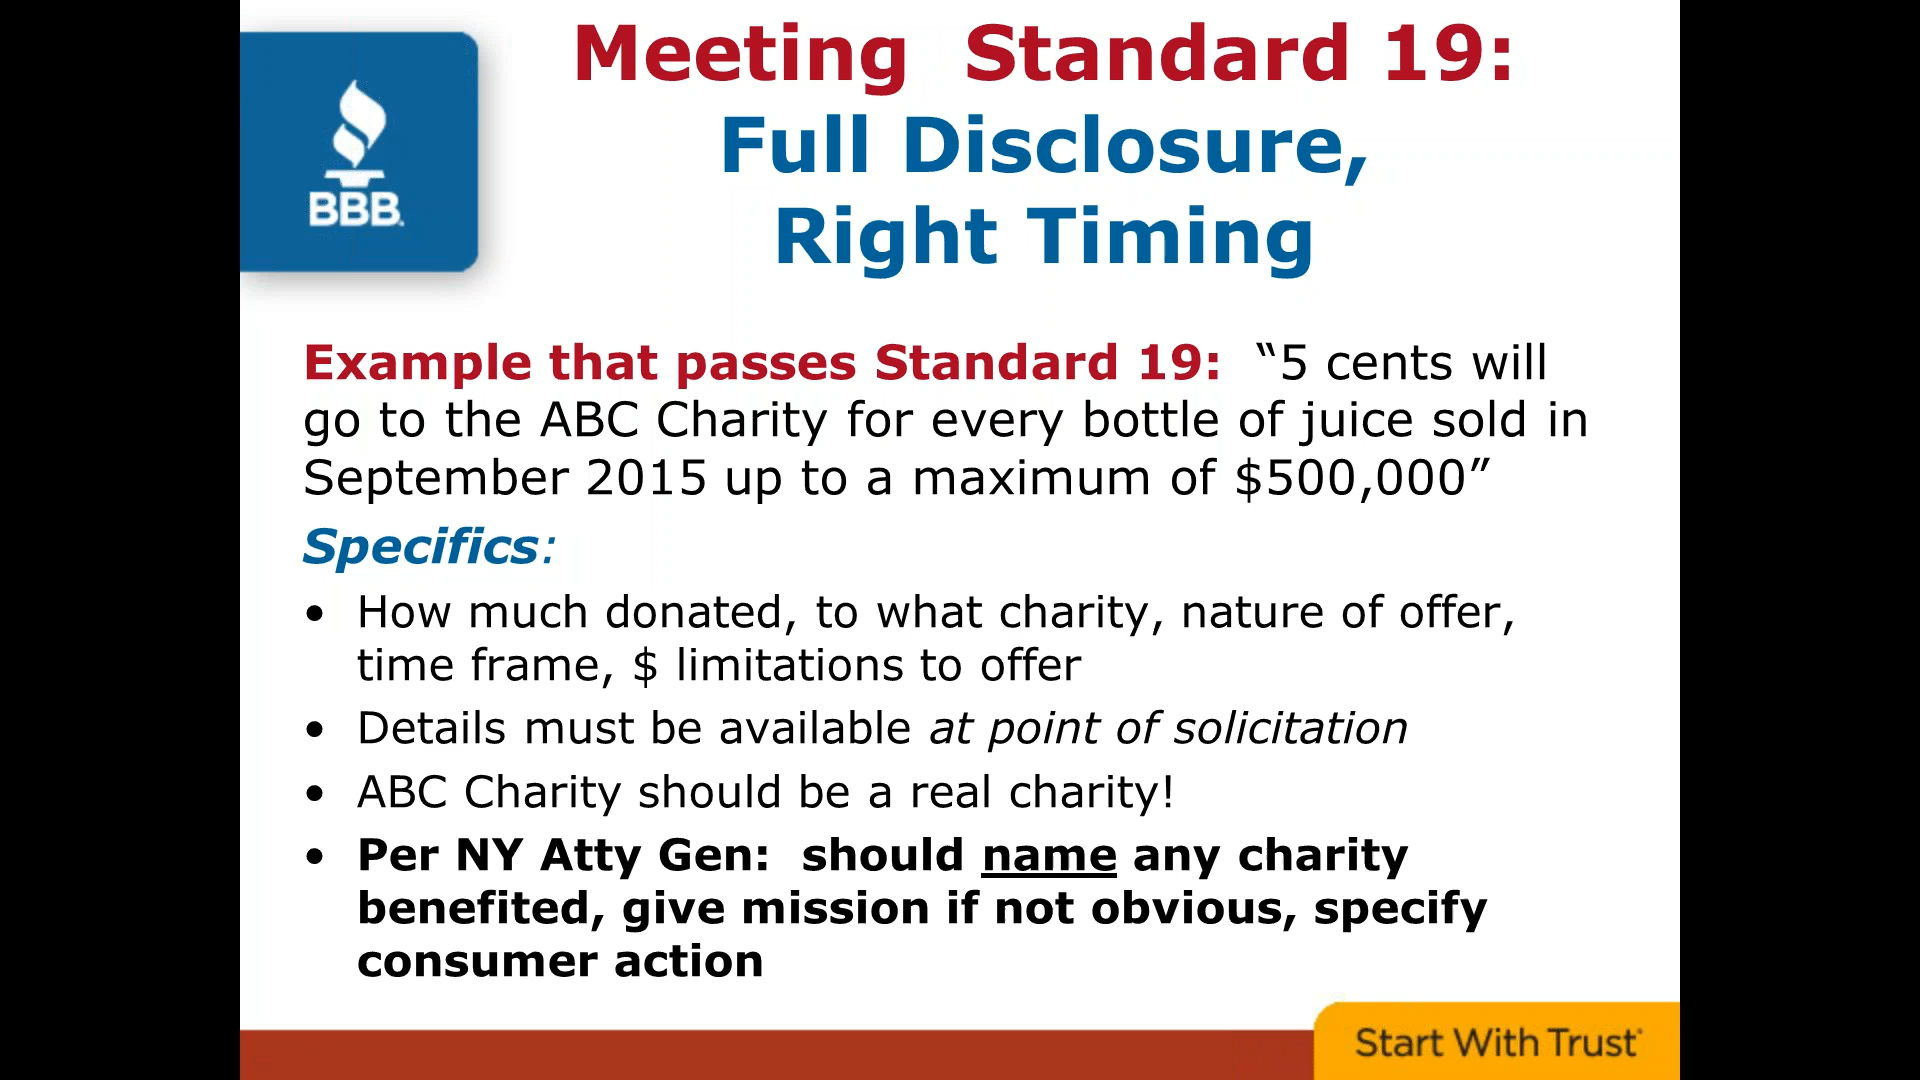 Meeting  Standard 19:
Full Disclosure,
Right Timing
BBB.
Example that passes Standard 19:  “5 cents will
go to the ABC Charity for every bottle of juice sold in
September 2015 up to a maximum of $500,000”
Specifics:
• How much donated, to what charity, nature of offer,
time frame, $ limitations to offer
• Details must be available at point of solicitation
• ABC Charity should be a real charity!
• Per NY Atty Gen:  should name any charity
benefited, give mission if not obvious, specify
consumer action
Start With Trust